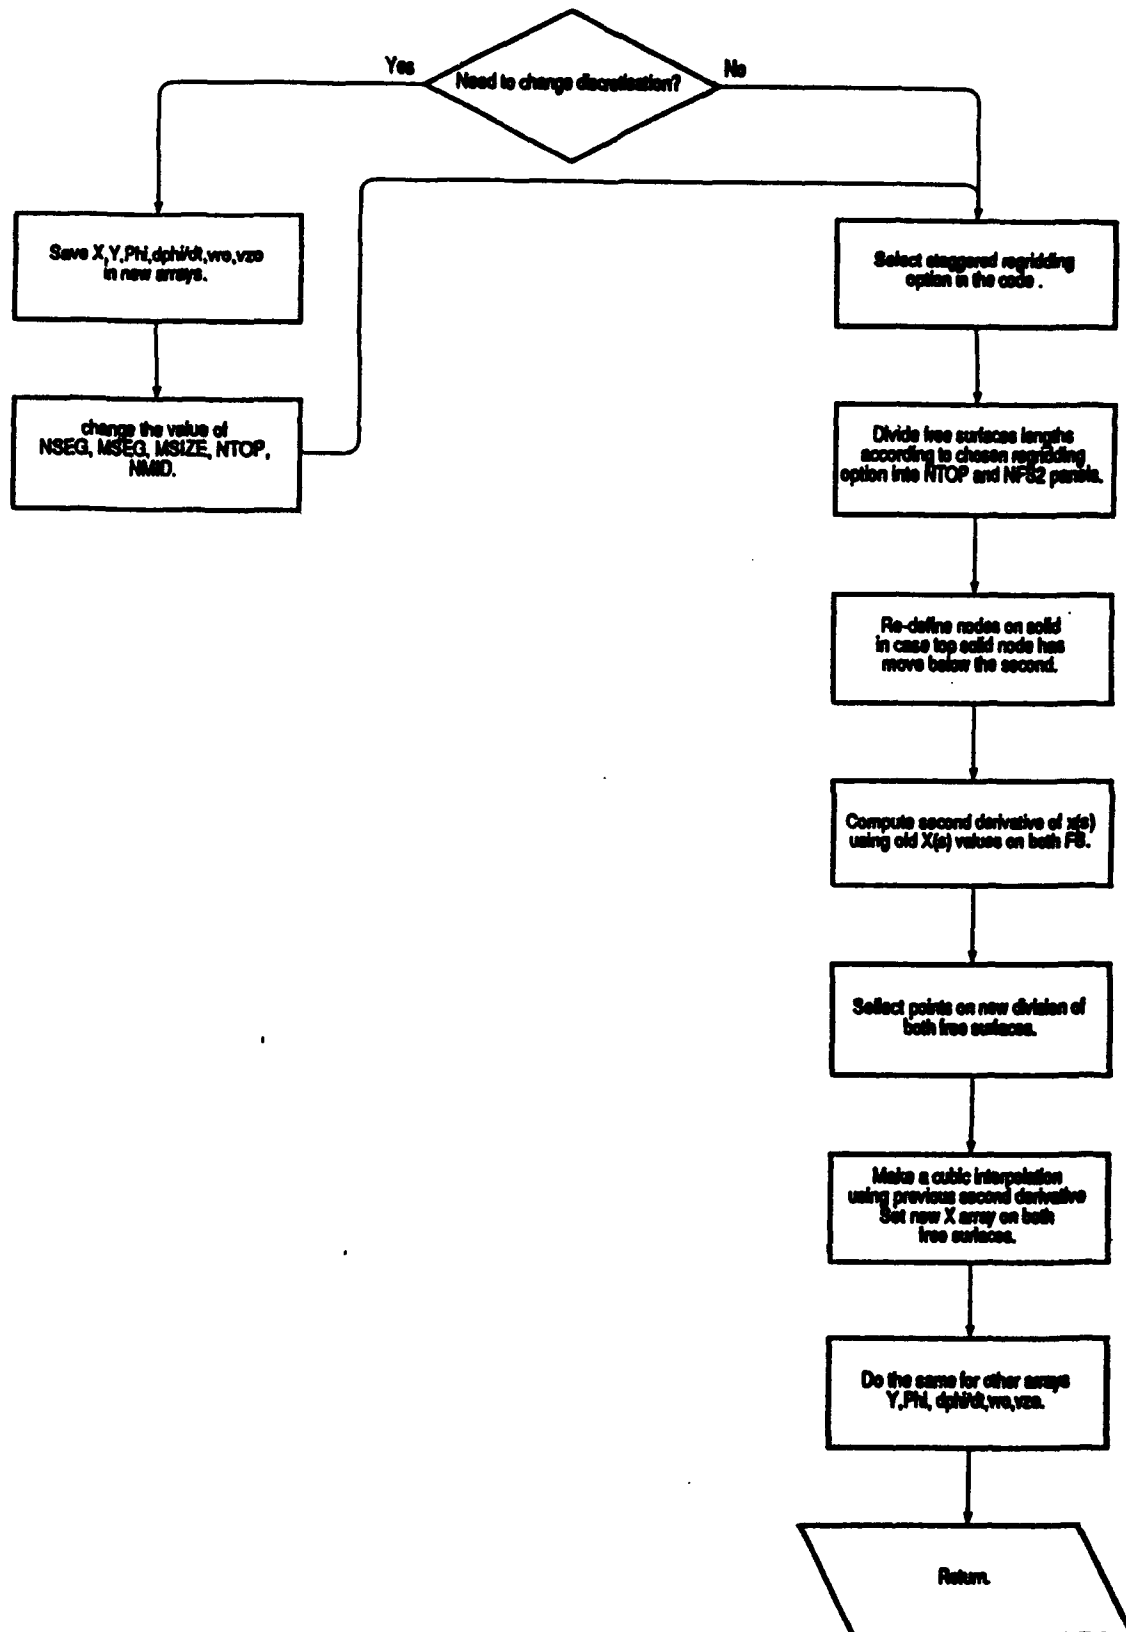 Need to change discretisation?
Yes
No
Save X,Y,Phi,dphi/dt,wo,vzo
in new arrays.
change the value of
NSEG, MSEG, MSIZE, NTOP,
NMID.
Select staggered regridding
option in the code .
Divide free surfaces lengths
according to chosen regridding
option into NTOP and NFS2 panels.
Re-define nodes on solid
in case top solid node has
move below the second.
Compute second derivative of x(s)
using old X(s) values on both FS.
Sellect points on new division of
both free surfaces.
Make a cubic interpolation
using previous second derivative
Set new X array on both
free surfaces.
Do the same for other arrays
Y,Phi, dphi/dt,wo,vzo.
Return.